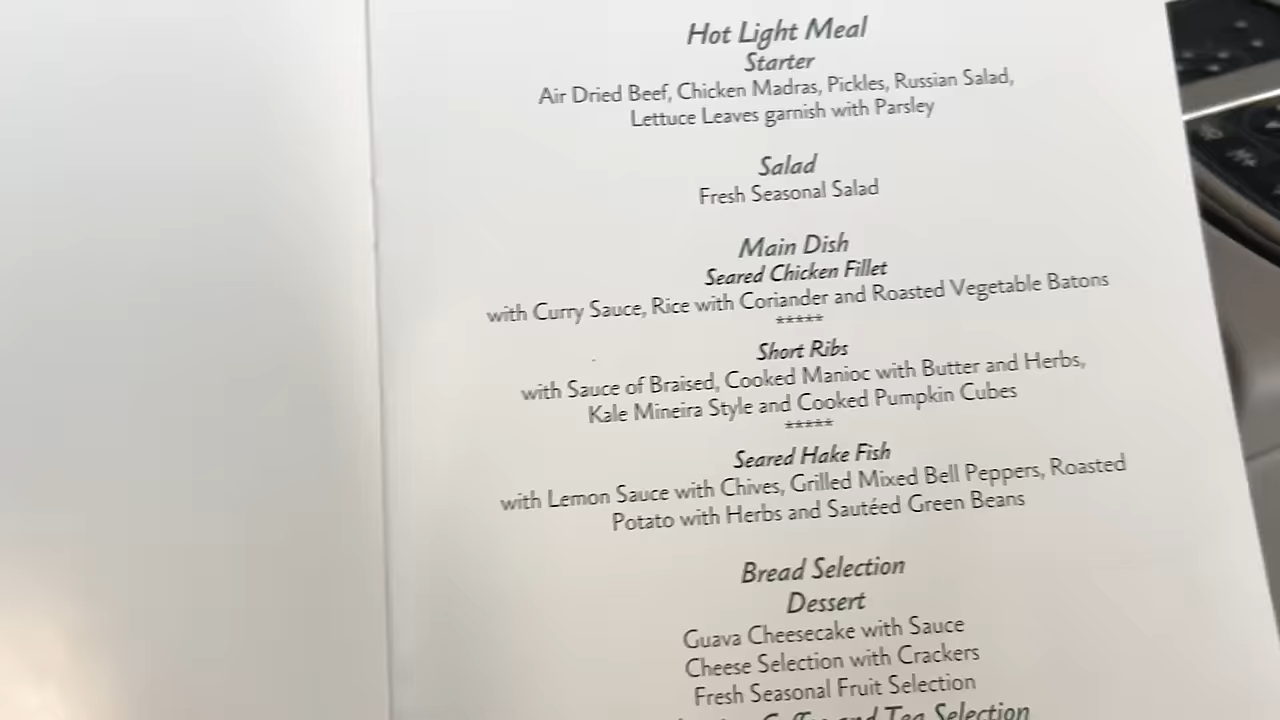 Hot Light Meal
Starter
Air Dried Beef, Chicken Madras, Pickles, Russian Salad,
Lettuce Leaves garnish with Parsley
Salad
Fresh Seasonal Salad
Main Dish
Seared Chicken Fillet
with Curry Sauce, Rice with Coriander and Roasted Vegetable Batons
*****
Short Ribs
with Sauce of Braised, Cooked Manioc with Butter and Herbs,
Kale Mineira Style and Cooked Pumpkin Cubes
*****
Seared Hake Fish
with Lemon Sauce with Chives, Grilled Mixed Bell Peppers, Roasted
Potato with Herbs and Sautéed Green Beans
Bread Selection
Dessert
Guava Cheesecake with Sauce
Cheese Selection with Crackers
Fresh Seasonal Fruit Selection
Coffee and Tea Selection